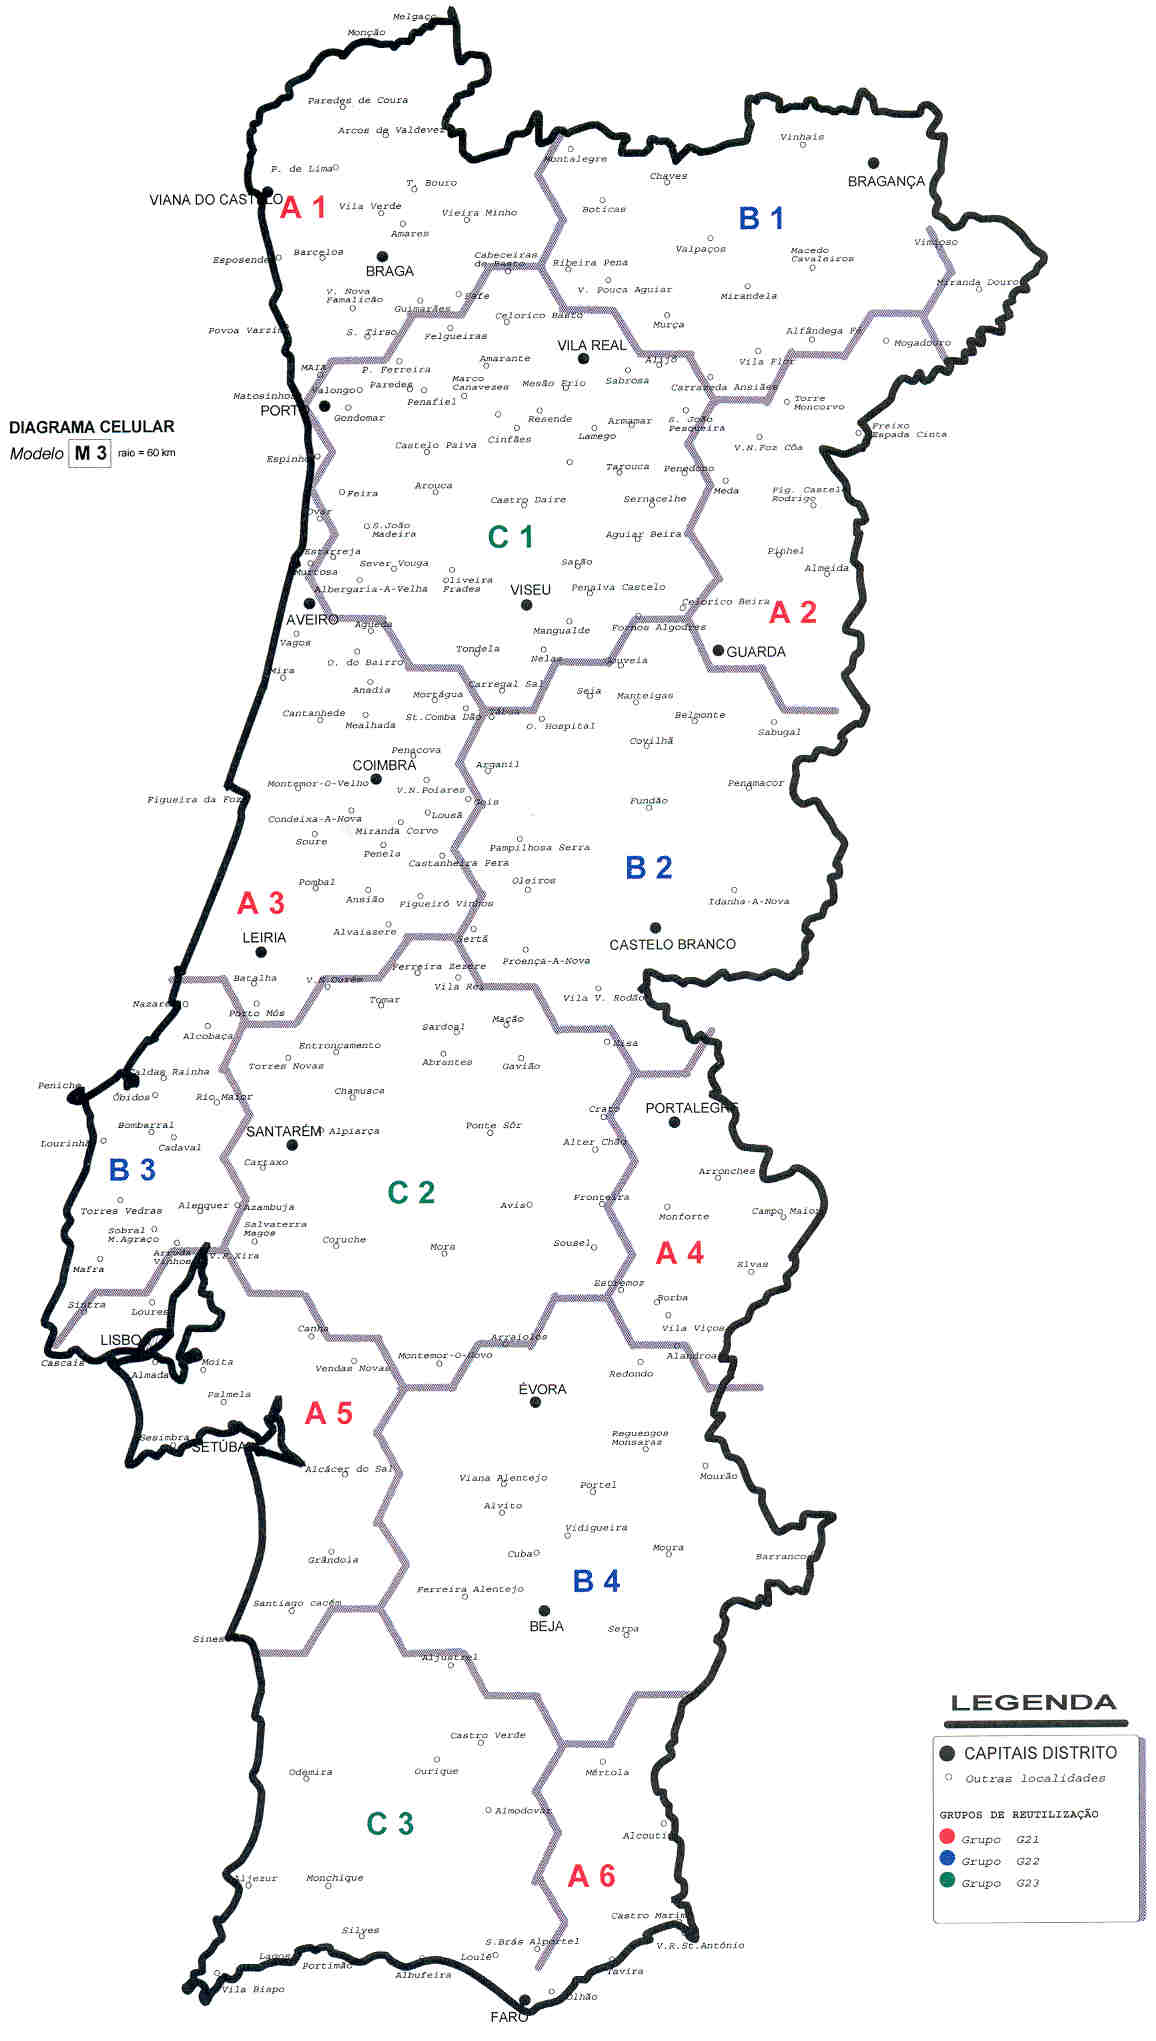 Melgaço
Monção
Paredes de Coura
Arcos de Valdevez
Vinhais
Montalegre
P. de Lima
Chaves
BRAGANÇA
T. Bouro
VIANA DO CASTELO
A 1
Vila Verde
Vieira Minho
Boticas
B 1
Amares
Valpaços
Macedo
Cavaleiros
Vimioso
Esposende
Barcelos
BRAGA
Cabeceiras
de Basto
Ribeira Pena
Miranda Douro
V. Nova
Famalicão
Fafe
V. Pouca Aguiar
Mirandela
Guimarães
Celorico Basto
Murça
Povoa Varzim
S. Tirso
Felgueiras
Alfândega Fé
VILA REAL
Mogadouro
Amarante
Alijó
Vila Flor
MAIA
P. Ferreira
Marco
Canavezes
Mesão Frio
Sabrosa
Carrazeda Ansiães
Valongo
Paredes
Matosinhos
Penafiel
Torre
Moncorvo
PORTO
Gondomar
Resende
Armamar
S. João
Pesqueira
DIAGRAMA CELULAR
Freixo
Espada Cinta
Cinfães
Lamego
Modelo M 3 raio = 60 km
Castelo Paiva
V.N.Foz Côa
Espinho
Tarouca
Penedono
Arouca
Feira
Meda
Fig. Castelo
Rodrigo
Castro Daire
Sernacelhe
Ovar
S.João
Madeira
C 1
Aguiar Beira
Estarreja
Pinhel
Murtosa
Sever Vouga
Satão
Almeida
Albergaria-A-Velha
Oliveira
Frades
VISEU
Penalva Castelo
Celorico Beira
A 2
AVEIRO
Agueda
Mangualde
Fornos Algodres
Vagos
Tondela
GUARDA
O. do Bairro
Nelas
Gouveia
Mira
Anadia
Carregal Sal
Mortágua
Seia
Manteigas
Cantanhede
Mealhada
St.Comba Dão
Tábua
O. Hospital
Belmonte
Sabugal
Penacova
Covilhã
COIMBRA
Arganil
Montemor-O-Velho
V.N.Poiares
Penamacor
Figueira da Foz
Gois
Fundão
Condeixa-A-Nova
Lousã
Soure
Miranda Corvo
Penela
Pampilhosa Serra
Castanheira Pera
B 2
Pombal
Oleiros
Ansião
Figueiró Vinhos
A 3
Idanha-A-Nova
Alvaiazere
LEIRIA
Sertã
CASTELO BRANCO
Proença-A-Nova
Batalha
V.N.Ourém
Ferreira Zezere
Vila Rei
Nazaré
Porto Mós
Tomar
Vila V. Rodão
Alcobaça
Sardoal
Mação
Entroncamento
Nisa
Caldas Rainha
Torres Novas
Abrantes
Gavião
Peniche
Óbidos
Rio Maior
Chamusca
Crato
PORTALEGRE
Bombarral
SANTARÉM
Alpiarça
Ponte Sôr
Lourinhã
Cadaval
Alter Chão
B 3
Cartaxo
Arronches
C 2
Torres Vedras
Alenquer
Azambuja
Avis
Fronteira
Monforte
Campo Maior
Sobral
M.Agraço
Salvaterra
Magos
Arruda
Vinhos
V.F.Xira
Coruche
Mora
Sousel
A 4
Mafra
Elvas
Estremoz
Sintra
Loures
Borba
LISBOA
Canha
Arraiolos
Vila Viçosa
Cascais
Almada
Moita
Vendas Novas
Montemor-O-Novo
Alandroal
Redondo
Palmela
A 5
ÉVORA
Sesimbra
SETÚBAL
Reguengos
Monsaraz
Alcácer do Sal
Viana Alentejo
Portel
Mourão
Alvito
Vidigueira
Grândola
Cuba
Moura
Barrancos
B 4
Santiago cacém
Ferreira Alentejo
BEJA
Sines
Serpa
Aljustrel
Castro Verde
Odemira
Ourique
Mértola
C 3
Almodovar
Alcoutim
Aljezur
Monchique
A 6
Castro Marim
Silves
S.Brás Alportel
V.R.St.António
Lagos
Portimão
Albufeira
Loulé
Tavira
Vila Bispo
Olhão
FARO
LEGENDA
CAPITAIS DISTRITO
Outras localidades
GRUPOS DE REUTILIZAÇÃO
Grupo G21
Grupo G22
Grupo G23